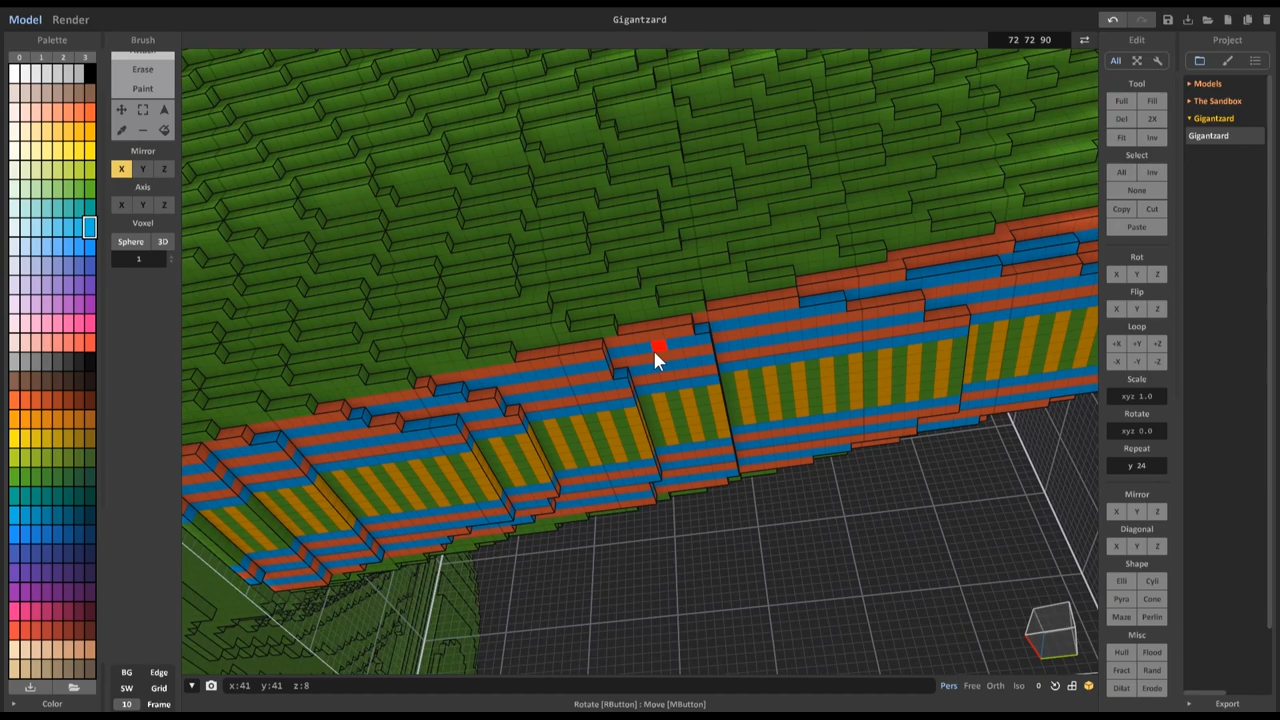 Model Render
Gigantzard
Palette
Brush
72 72 90
Edit
Project
0 1 2 3
Erase
Paint
Mirror
X Y Z
Axis
X Y Z
Voxel
Sphere 3D
1
All
Tool
Full Fill
Del 2X
Fit Inv
Select
All Inv
None
Copy Cut
Paste
Rot
X Y Z
Flip
X Y Z
Loop
+X +Y +Z
-X -Y -Z
Scale
xyz 1.0
Rotate
xyz 0.0
Repeat
y 24
Mirror
X Y Z
Diagonal
X Y Z
Shape
Elli Cyli
Pyra Cone
Maze Perlin
Misc
Hull Flood
Fract Rand
Dilat Erode
Models
The Sandbox
Gigantzard
Gigantzard
BG Edge
SW Grid
10 Frame
x:41 y:41 z:8
Pers Free Orth Iso 0
Color
Rotate [RButton] : Move [MButton]
Export